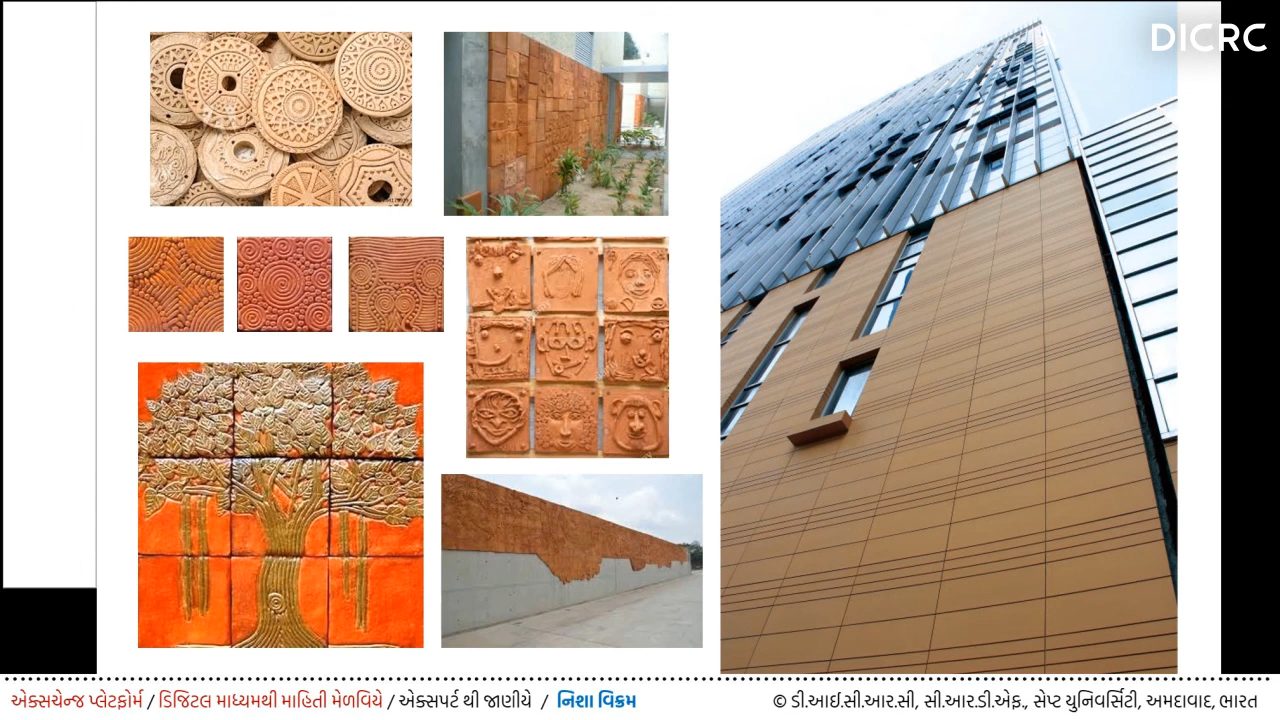 DICRC
એક્સચેન્જ પ્લેટફોર્મ / ડિજિટલ માધ્યમથી માહિતી મેળવિયે / એક્સપર્ટ થી જાણીયે / નિશા વિક્રમ
© ડી.આઈ.સી.આર.સી, સી.આર.ડી.એફ., સેપ્ટ યુનિવર્સિટી, અમદાવાદ, ભારત